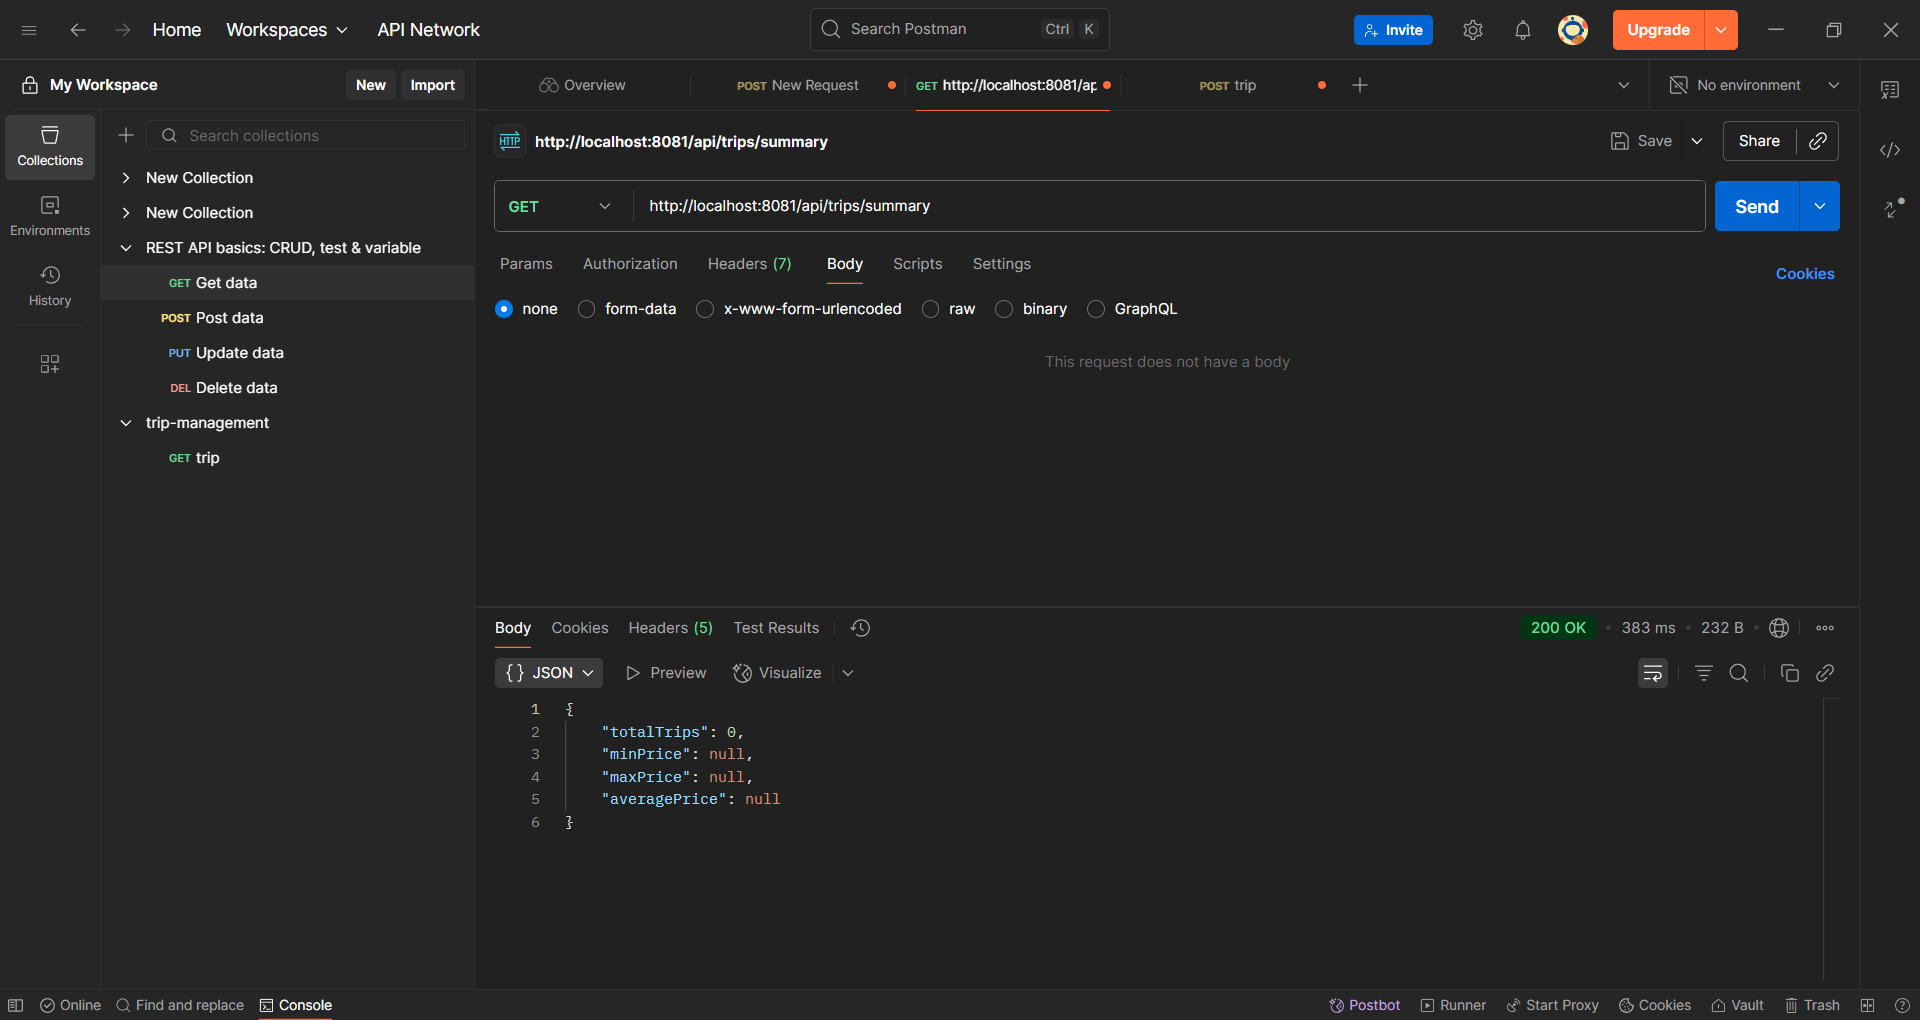 Home
Workspaces
API Network
Search Postman
Ctrl K
Invite
Upgrade
My Workspace
New
Import
Overview
POST New Request
GET http://localhost:8081/ap
POST trip
No environment
Collections
Environments
History
Search collections
New Collection
New Collection
REST API basics: CRUD, test & variable
GET Get data
POST Post data
PUT Update data
DEL Delete data
trip-management
GET trip
HTTP http://localhost:8081/api/trips/summary
Save
Share
GET
http://localhost:8081/api/trips/summary
Send
Params
Authorization
Headers (7)
Body
Scripts
Settings
Cookies
none
form-data
x-www-form-urlencoded
raw
binary
GraphQL
This request does not have a body
Body
Cookies
Headers (5)
Test Results
200 OK
383 ms
232 B
{} JSON
Preview
Visualize
1 {
2 "totalTrips": 0,
3 "minPrice": null,
4 "maxPrice": null,
5 "averagePrice": null
6 }
Online
Find and replace
Console
Postbot
Runner
Start Proxy
Cookies
Vault
Trash